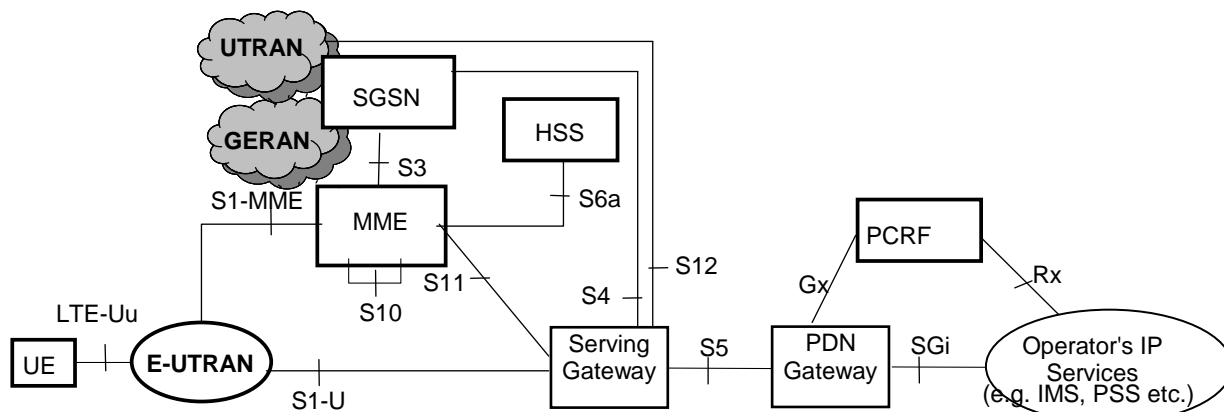 UTRAN
SGSN
GERAN
HSS
S3
S1-MME
S6a
MME
PCRF
S11
S12
Gx
Rx
S10
S4
LTE-Uu
UE
E-UTRAN
S1-U
Serving
Gateway
S5
PDN
Gateway
SGi
Operator's IP
Services
(e.g. IMS, PSS etc.)